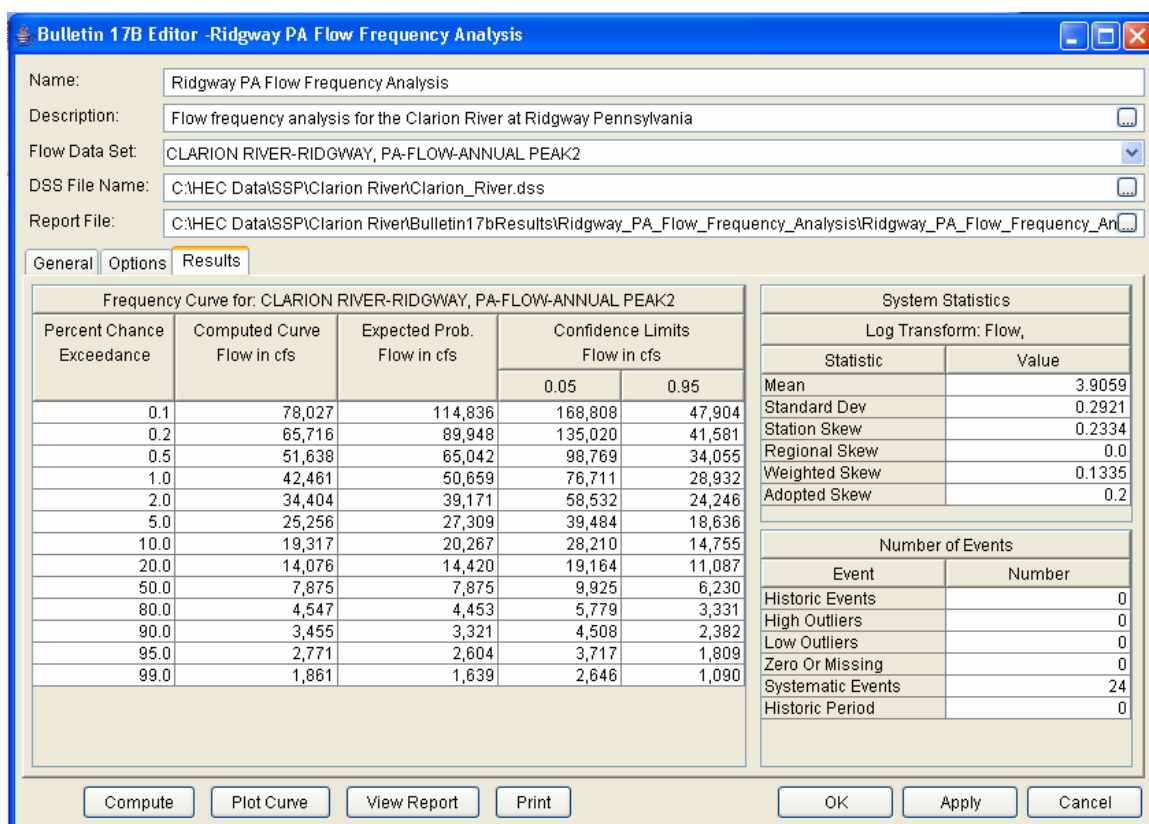 Bulletin 17B Editor -Ridgway PA Flow Frequency Analysis
Name: Ridgway PA Flow Frequency Analysis
Description: Flow frequency analysis for the Clarion River at Ridgway Pennsylvania ...
Flow Data Set: CLARION RIVER-RIDGWAY, PA-FLOW-ANNUAL PEAK2
DSS File Name: C:\HEC Data\SSP\Clarion River\Clarion_River.dss ...
Report File: C:\HEC Data\SSP\Clarion River\Bulletin17bResults\Ridgway_PA_Flow_Frequency_Analysis\Ridgway_PA_Flow_Frequency_An ...
General Options Results
Frequency Curve for: CLARION RIVER-RIDGWAY, PA-FLOW-ANNUAL PEAK2
Percent Chance Computed Curve Expected Prob. Confidence Limits
Exceedance Flow in cfs Flow in cfs Flow in cfs
0.05 0.95
0.1 78,027 114,836 168,808 47,904
0.2 65,716 89,948 135,020 41,581
0.5 51,638 65,042 98,769 34,055
1.0 42,461 50,659 76,711 28,932
2.0 34,404 39,171 58,532 24,246
5.0 25,256 27,309 39,484 18,636
10.0 19,317 20,267 28,210 14,755
20.0 14,076 14,420 19,164 11,087
50.0 7,875 7,875 9,925 6,230
80.0 4,547 4,453 5,779 3,331
90.0 3,455 3,321 4,508 2,382
95.0 2,771 2,604 3,717 1,809
99.0 1,861 1,639 2,646 1,090
System Statistics
Log Transform: Flow,
Statistic Value
Mean 3.9059
Standard Dev 0.2921
Station Skew 0.2334
Regional Skew 0.0
Weighted Skew 0.1335
Adopted Skew 0.2
Number of Events
Event Number
Historic Events 0
High Outliers 0
Low Outliers 0
Zero Or Missing 0
Systematic Events 24
Historic Period 0
Compute Plot Curve View Report Print OK Apply Cancel